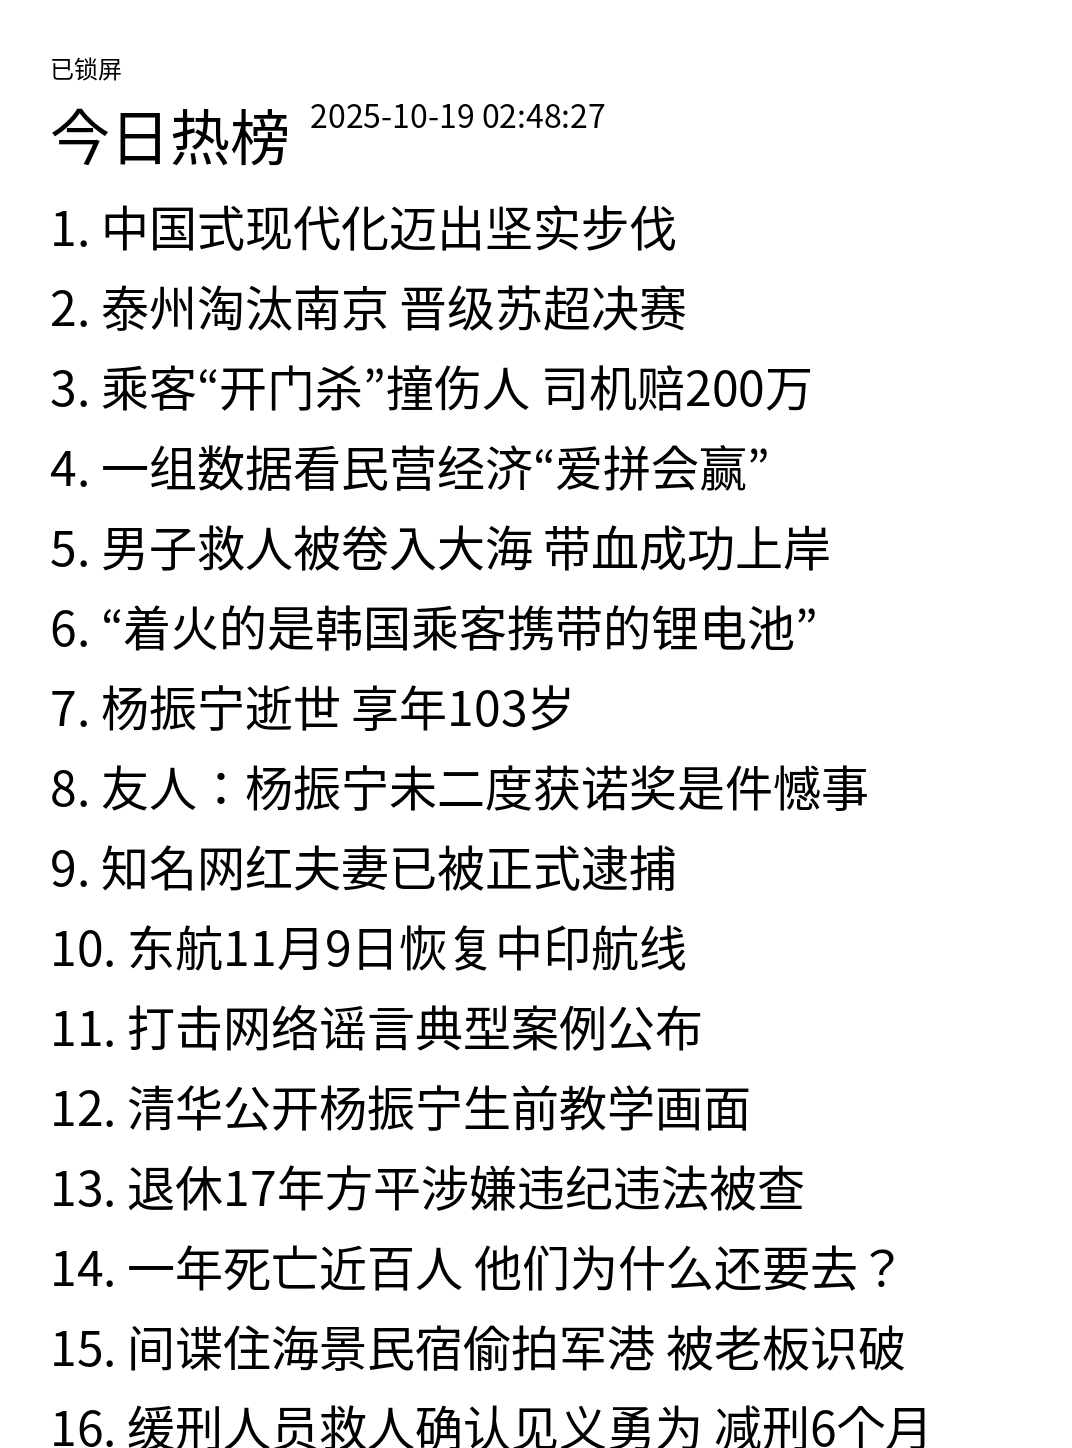 已锁屏
今日热榜 2025-10-19 02:48:27
1. 中国式现代化迈出坚实步伐
2. 泰州淘汰南京 晋级苏超决赛
3. 乘客“开门杀”撞伤人 司机赔200万
4. 一组数据看民营经济“爱拼会赢”
5. 男子救人被卷入大海 带血成功上岸
6. “着火的是韩国乘客携带的锂电池”
7. 杨振宁逝世 享年103岁
8. 友人：杨振宁未二度获诺奖是件憾事
9. 知名网红夫妻已被正式逮捕
10. 东航11月9日恢复中印航线
11. 打击网络谣言典型案例公布
12. 清华公开杨振宁生前教学画面
13. 退休17年方平涉嫌违纪违法被查
14. 一年死亡近百人 他们为什么还要去？
15. 间谍住海景民宿偷拍军港 被老板识破
16. 缓刑人员救人确认见义勇为 减刑6个月